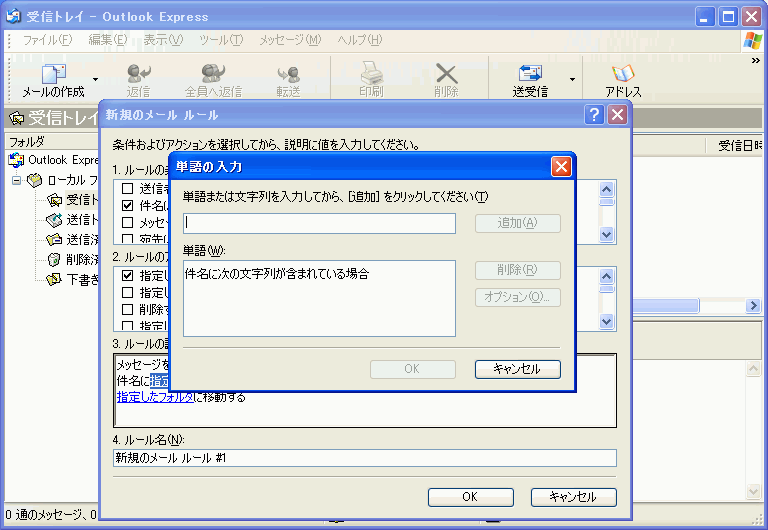 受信トレイ - Outlook Express
ファイル(F) 編集(E) 表示(V) ツール(T) メッセージ(M) ヘルプ(H)
メールの作成 返信 全員へ返信 転送 印刷 削除 送受信 アドレス
受信トレイ
新規のメール ルール
フォルダ
受信日時
条件およびアクションを選択してから、説明に値を入力してください。
Outlook Expre
ローカル フ
受信ト
送信ト
送信済
削除済
下書き
1. ルールの
送信
件名に
メッセ
宛先に
2. ルールの
指定し
指定し
削除す
指定し
3. ルールの
メッセージを
件名に指定
指定したフォルダに移動する
4. ルール名(N):
新規のメール ルール #1
OK キャンセル
単語の入力
単語または文字列を入力してから、[追加] をクリックしてください(T)
追加(A)
単語(W):
件名に次の文字列が含まれている場合
削除(R)
オプション(O)...
OK キャンセル
0 通のメッセージ、0